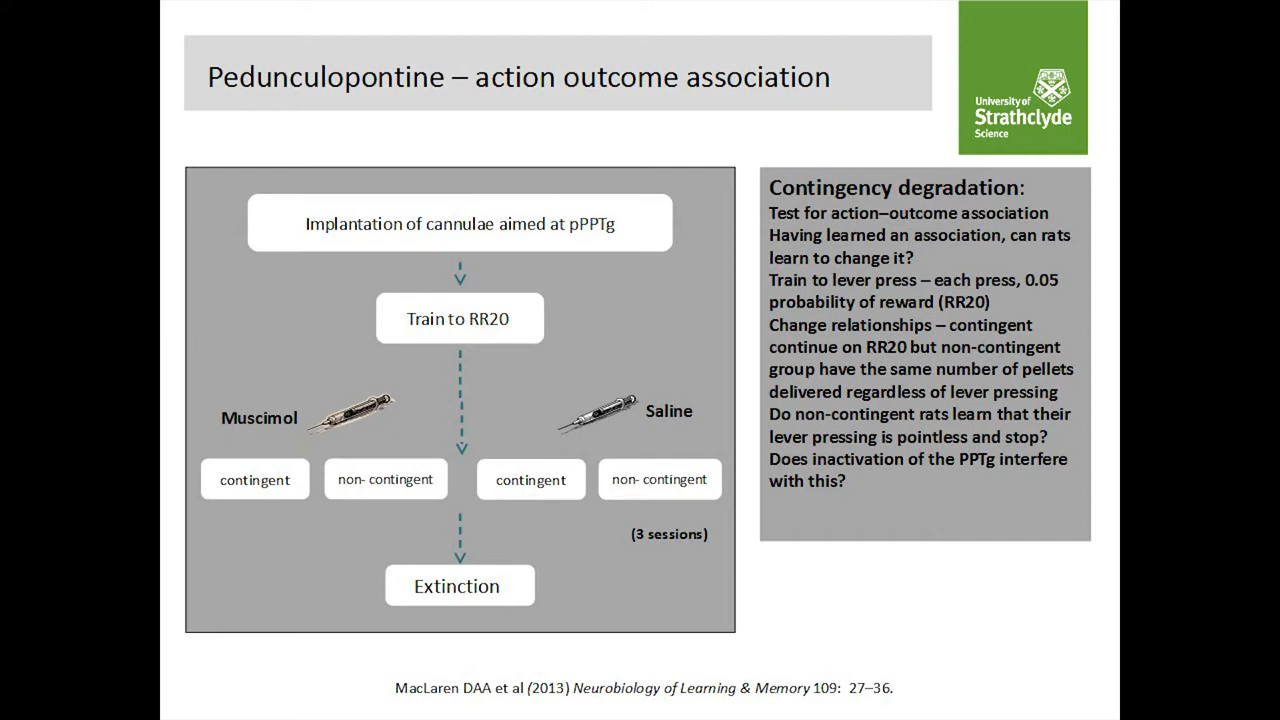 Pedunculopontine – action outcome association
University of
Strathclyde
Science
Implantation of cannulae aimed at pPPTg
Train to RR20
Muscimol
Saline
contingent
non- contingent
contingent
non- contingent
(3 sessions)
Extinction
Contingency degradation:
Test for action–outcome association
Having learned an association, can rats
learn to change it?
Train to lever press – each press, 0.05
probability of reward (RR20)
Change relationships – contingent
continue on RR20 but non-contingent
group have the same number of pellets
delivered regardless of lever pressing
Do non-contingent rats learn that their
lever pressing is pointless and stop?
Does inactivation of the PPTg interfere
with this?
MacLaren DAA et al (2013) Neurobiology of Learning & Memory 109: 27–36.